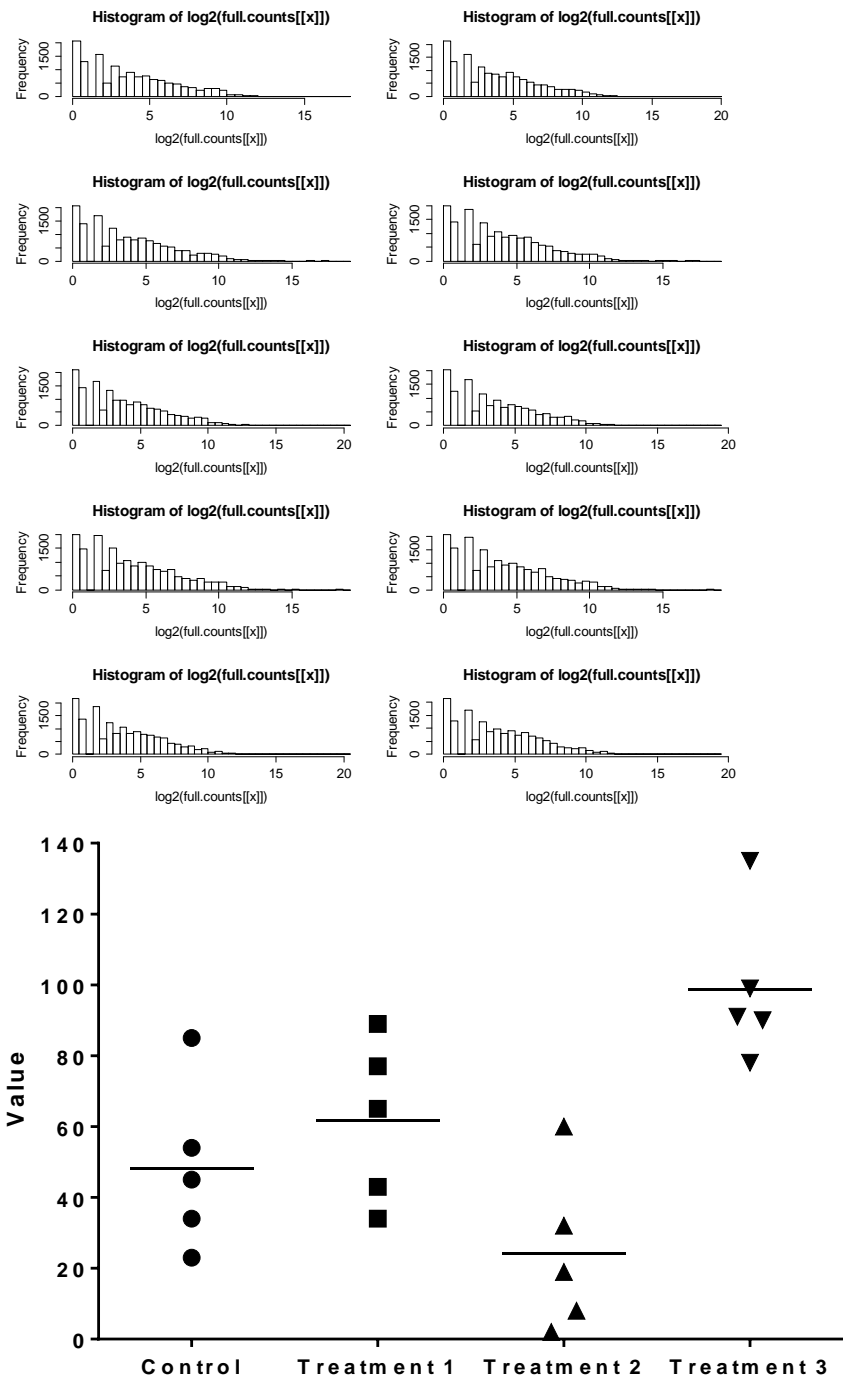 Histogram of log2(full.counts[[x]])
Frequency
0 1500
0 5 10 15
log2(full.counts[[x]])
Histogram of log2(full.counts[[x]])
Frequency
0 1500
0 5 10 15 20
log2(full.counts[[x]])
Histogram of log2(full.counts[[x]])
Frequency
0 1500
0 5 10 15
log2(full.counts[[x]])
Histogram of log2(full.counts[[x]])
Frequency
0 1500
0 5 10 15
log2(full.counts[[x]])
Histogram of log2(full.counts[[x]])
Frequency
0 1500
0 5 10 15 20
log2(full.counts[[x]])
Histogram of log2(full.counts[[x]])
Frequency
0 1500
0 5 10 15 20
log2(full.counts[[x]])
Histogram of log2(full.counts[[x]])
Frequency
0 1500
0 5 10 15
log2(full.counts[[x]])
Histogram of log2(full.counts[[x]])
Frequency
0 1500
0 5 10 15
log2(full.counts[[x]])
Histogram of log2(full.counts[[x]])
Frequency
0 1500
0 5 10 15 20
log2(full.counts[[x]])
Histogram of log2(full.counts[[x]])
Frequency
0 1500
0 5 10 15 20
log2(full.counts[[x]])
Value
140
120
100
80
60
40
20
0
Control Treatment 1 Treatment 2 Treatment 3